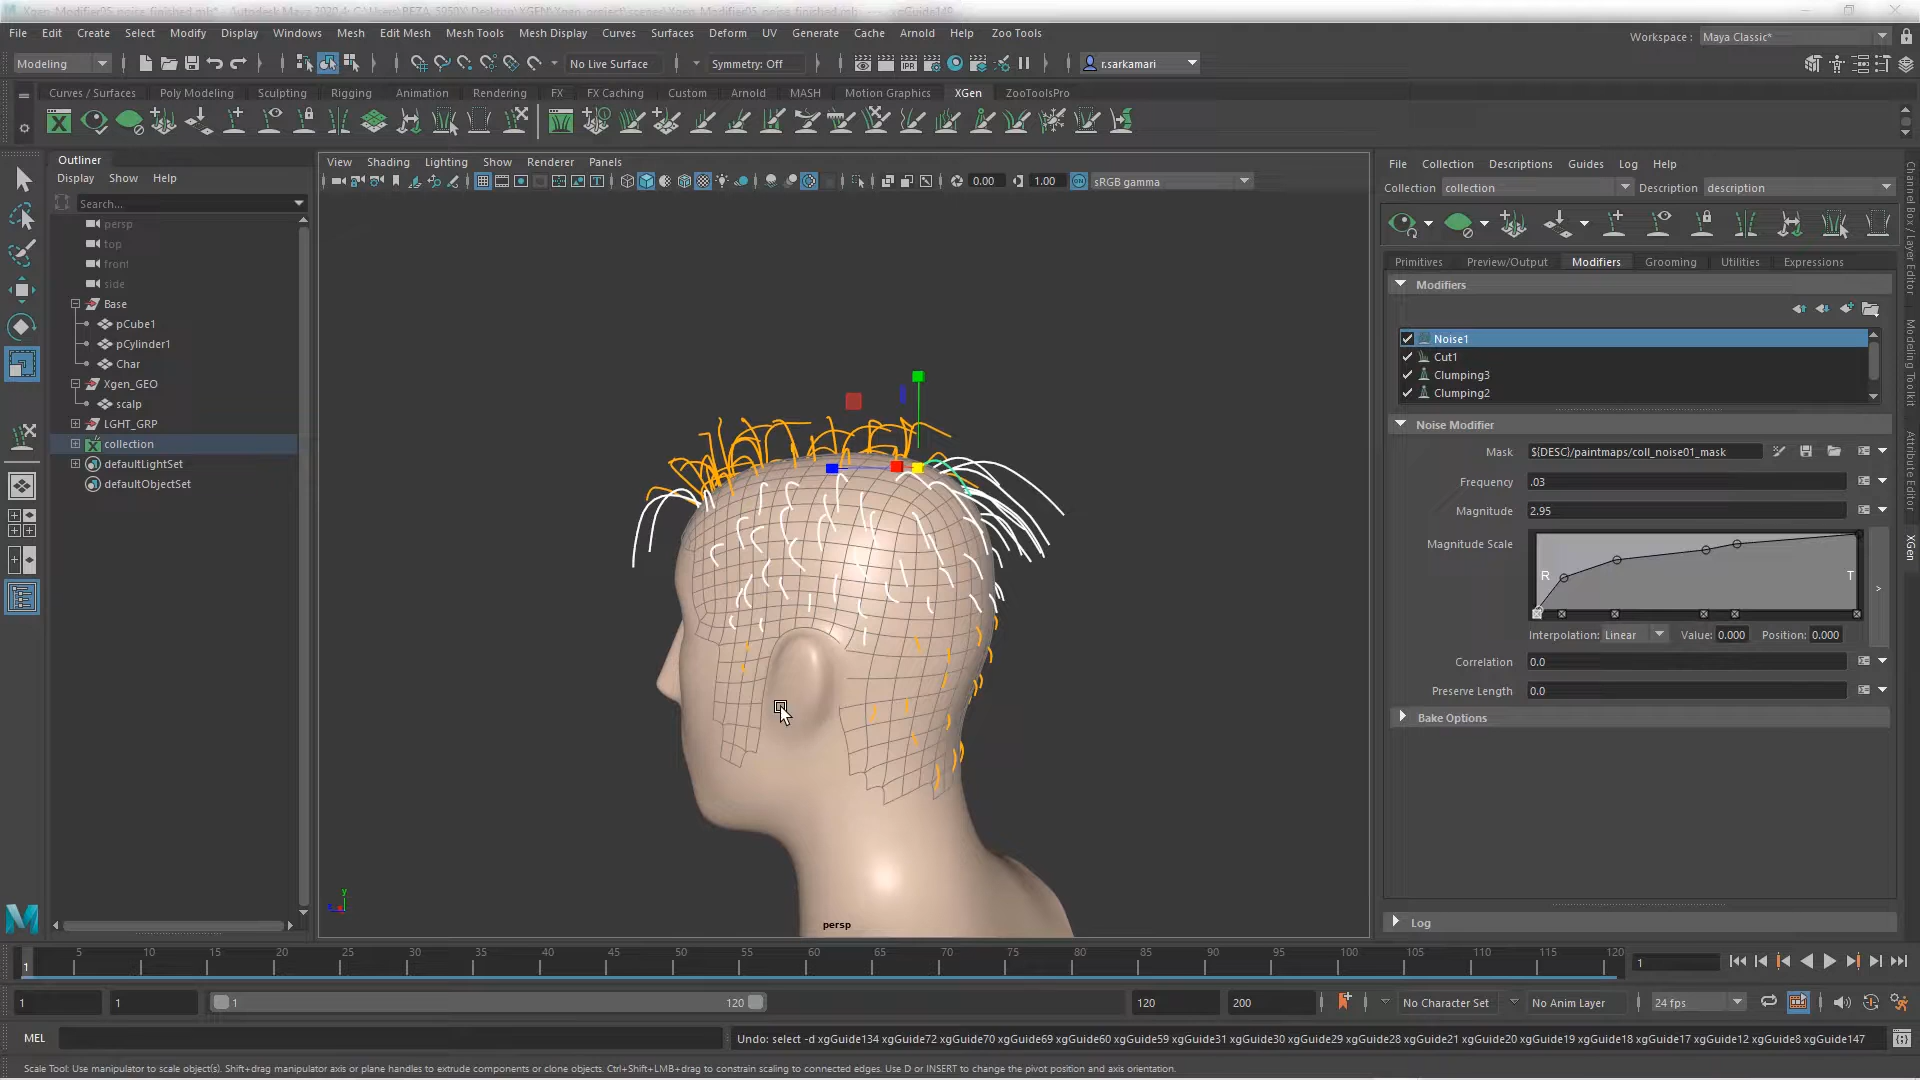 File Edit Create Select Modify Display Windows Mesh Edit Mesh Mesh Tools Mesh Display Curves Surfaces Deform UV Generate Cache Arnold Help Zoo Tools
Workspace : Maya Classic*
Modeling
No Live Surface
Symmetry: Off
r.sarkamari
Curves / Surfaces Poly Modeling Sculpting Rigging Animation Rendering FX FX Caching Custom Arnold MASH Motion Graphics XGen ZooToolsPro
Outliner
Display Show Help
Search...
persp
top
front
side
Base
pCube1
pCylinder1
Char
Xgen_GEO
scalp
LGHT_GRP
collection
defaultLightSet
defaultObjectSet
View Shading Lighting Show Renderer Panels
0.00 1.00 sRGB gamma
y
persp
File Collection Descriptions Guides Log Help
Collection collection Description description
Primitives Preview/Output Modifiers Grooming Utilities Expressions
Modifiers
Noise1
Cut1
Clumping3
Clumping2
Noise Modifier
Mask ${DESC}/paintmaps/coll_noise01_mask
Frequency .03
Magnitude 2.95
Magnitude Scale
R T
>
Interpolation: Linear Value: 0.000 Position: 0.000
Correlation 0.0
Preserve Length 0.0
Bake Options
Log
Channel Box / Layer Editor
Modeling Toolkit
Attribute Editor
XGen
1 5 10 15 20 25 30 35 40 45 50 55 60 65 70 75 80 85 90 95 100 105 110 115 120
1
1 1 1 120 120 200 No Character Set No Anim Layer 24 fps
MEL
Undo: select -d xgGuide134 xgGuide72 xgGuide70 xgGuide69 xgGuide60 xgGuide59 xgGuide31 xgGuide30 xgGuide29 xgGuide28 xgGuide21 xgGuide20 xgGuide19 xgGuide18 xgGuide17 xgGuide12 xgGuide8 xgGuide147
Scale Tool: Use manipulator to scale object(s). Shift+drag manipulator axis or plane handles to extrude components or clone objects. Ctrl+Shift+LMB+drag to constrain scaling to connected edges. Use D or INSERT to change the pivot position and axis orientation.